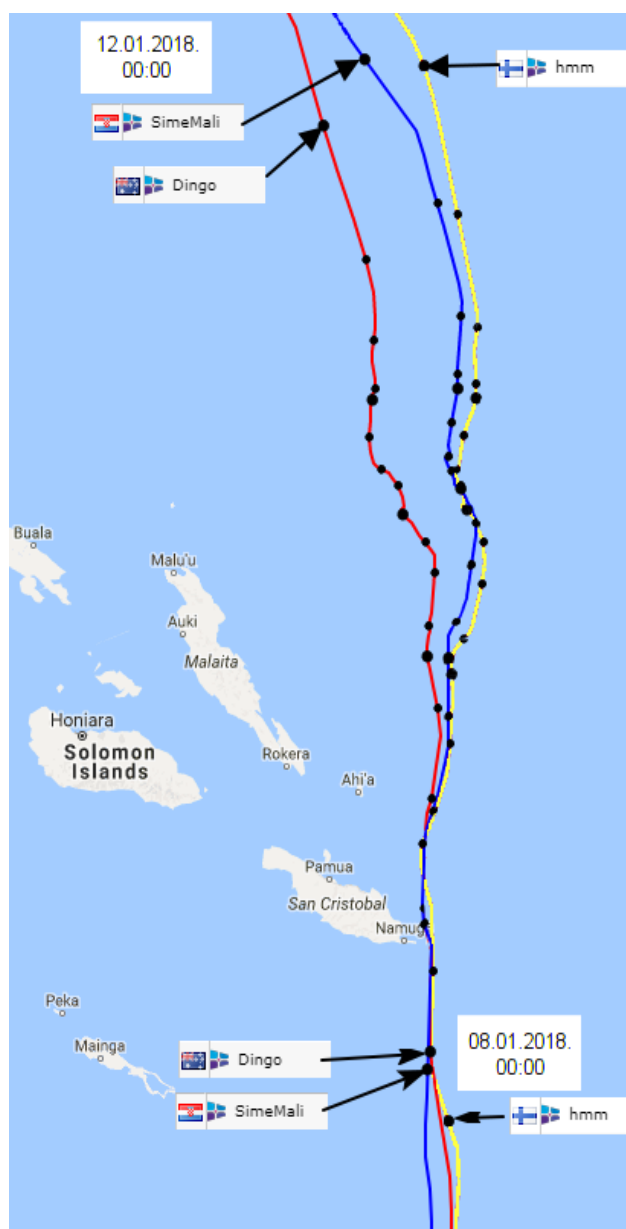 12.01.2018.
00:00
hmm
SimeMali
Dingo
Buala
Malu'u
Auki
Malaita
Honiara
Solomon
Islands
Rokera
Ahi'a
Pamua
San Cristobal
Namug
Peka
Mainga
Dingo
08.01.2018.
00:00
SimeMali
hmm